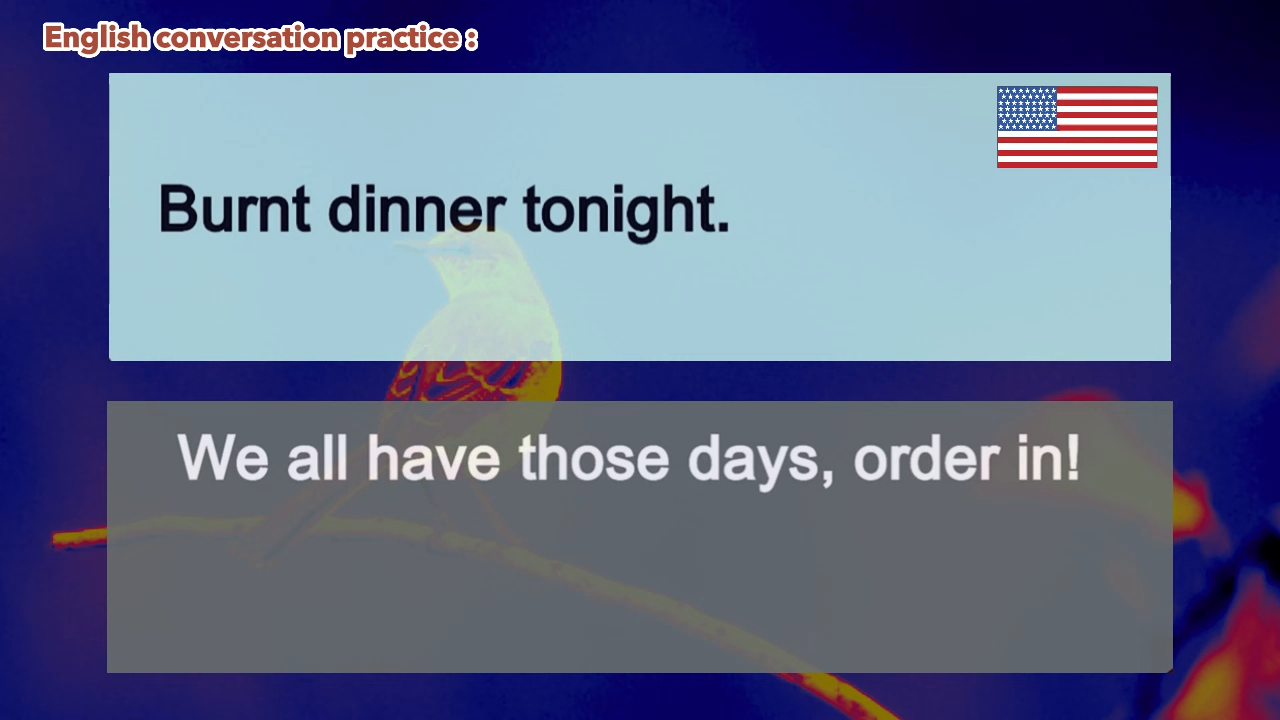 English conversation practice :
Burnt dinner tonight.
We all have those days, order in!